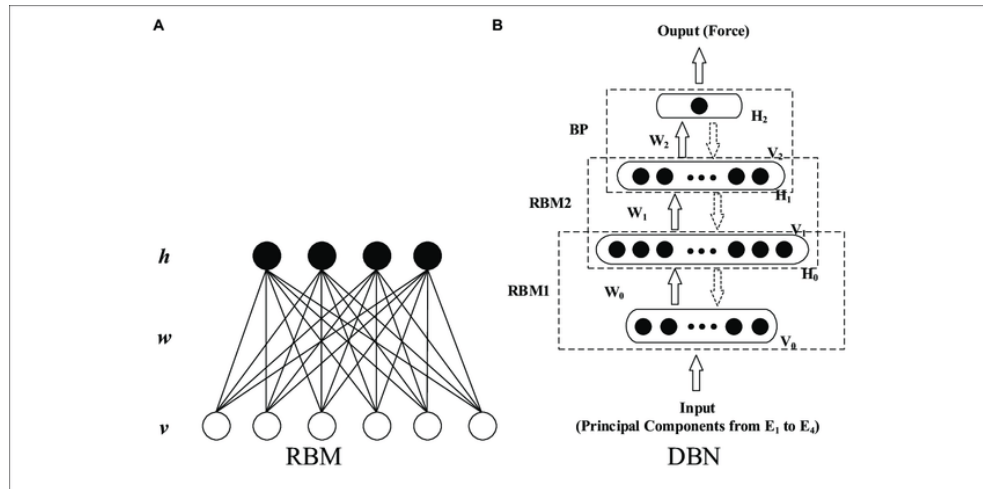 A
h
w
v
RBM
B
Ouput (Force)
H2
BP
W2
V2
H1
RBM2
W1
V1
H0
RBM1
W0
V0
Input
(Principal Components from E1 to E4)
DBN